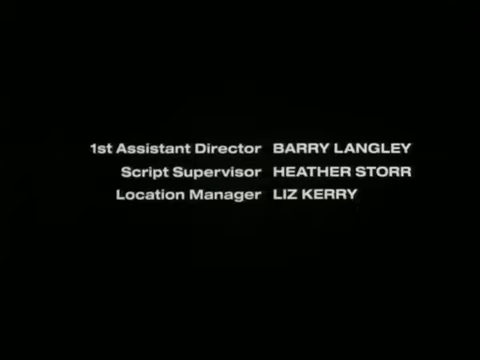 1st Assistant Director BARRY LANGLEY
Script Supervisor HEATHER STORR
Location Manager LIZ KERRY